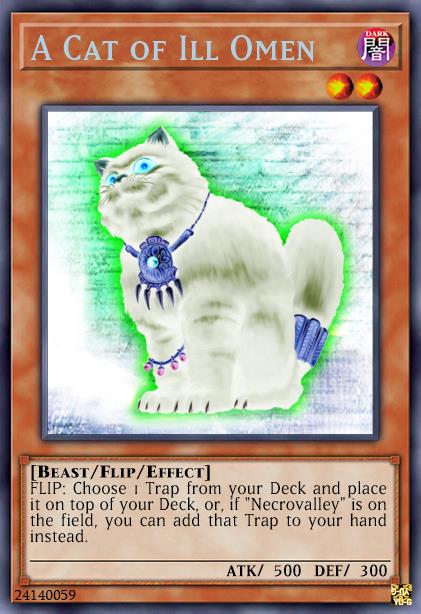 A Cat of Ill Omen
DARK
闇
[Beast/Flip/Effect]
FLIP: Choose 1 Trap from your Deck and place
it on top of your Deck, or, if "Necrovalley" is on
the field, you can add that Trap to your hand
instead.
ATK/ 500 DEF/ 300
24140059